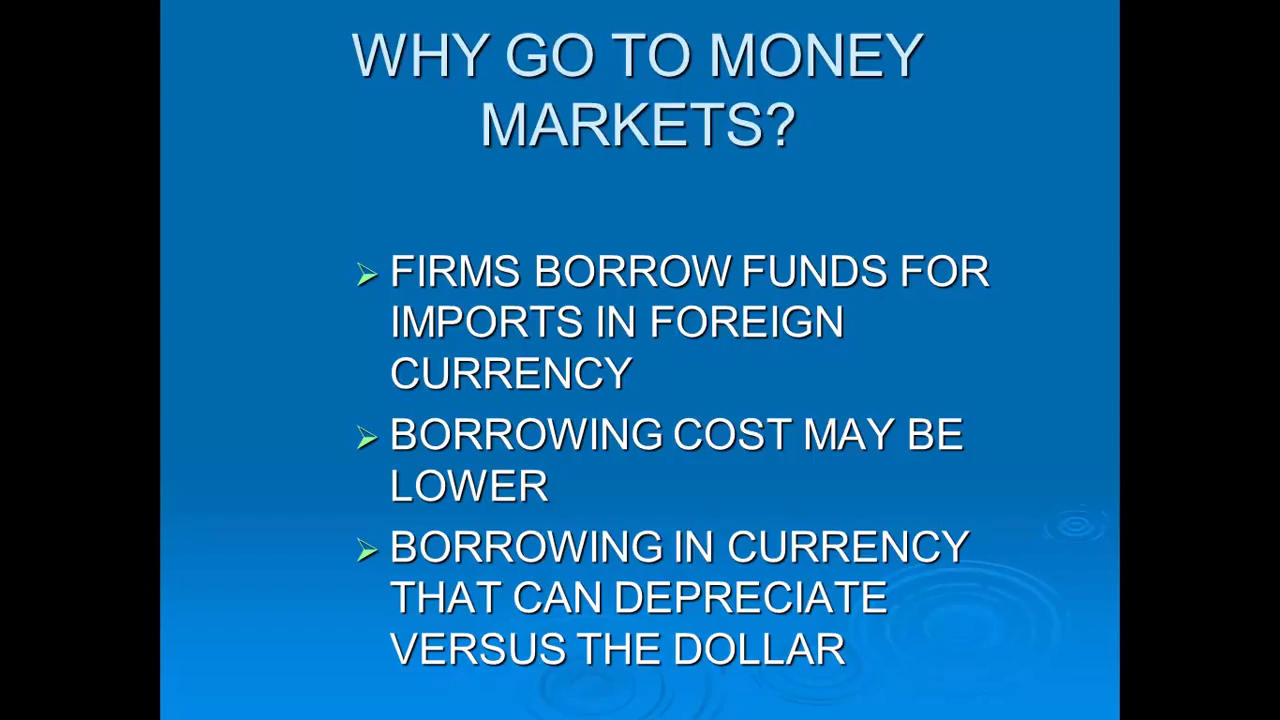 WHY GO TO MONEY
MARKETS?
FIRMS BORROW FUNDS FOR
IMPORTS IN FOREIGN
CURRENCY
BORROWING COST MAY BE
LOWER
BORROWING IN CURRENCY
THAT CAN DEPRECIATE
VERSUS THE DOLLAR